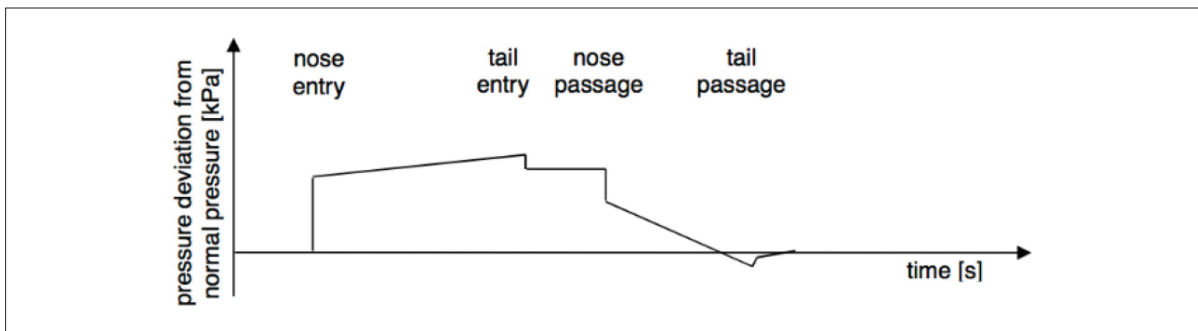 pressure deviation from
normal pressure [kPa]
nose
entry
tail
entry
nose
passage
tail
passage
time [s]